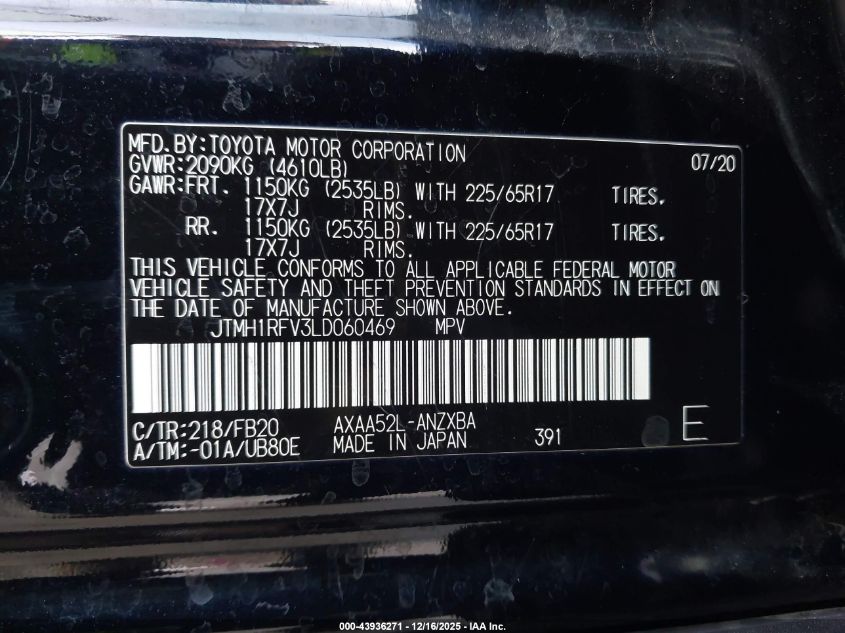 MFD.BY:TOYOTA MOTOR CORPORATION 07/20
GVWR:2090KG (4610LB)
GAWR:FRT. 1150KG (2535LB) WITH 225/65R17 TIRES.
17X7J RIMS.
RR. 1150KG (2535LB) WITH 225/65R17 TIRES.
17X7J RIMS.
THIS VEHICLE CONFORMS TO ALL APPLICABLE FEDERAL MOTOR
VEHICLE SAFETY AND THEFT PREVENTION STANDARDS IN EFFECT ON
THE DATE OF MANUFACTURE SHOWN ABOVE.
JTMH1RFV3LD060469 MPV
C/TR:218/FB20 AXAA52L-ANZXBA
A/TM:-01A/UB80E MADE IN JAPAN 391 E
000-43936271 - 12/16/2025 - IAA Inc.